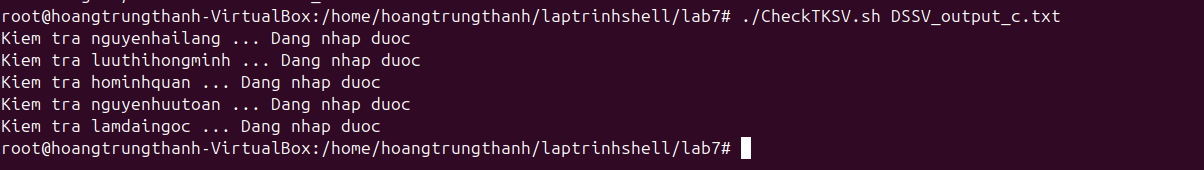 root@hoangtrungthanh-VirtualBox:/home/hoangtrungthanh/laptrinhshell/lab7# ./CheckTKSV.sh DSSV_output_c.txt
Kiem tra nguyenhailang ... Dang nhap duoc
Kiem tra luuthihongminh ... Dang nhap duoc
Kiem tra hominhquan ... Dang nhap duoc
Kiem tra nguyenhuutoan ... Dang nhap duoc
Kiem tra lamdaingoc ... Dang nhap duoc
root@hoangtrungthanh-VirtualBox:/home/hoangtrungthanh/laptrinhshell/lab7#